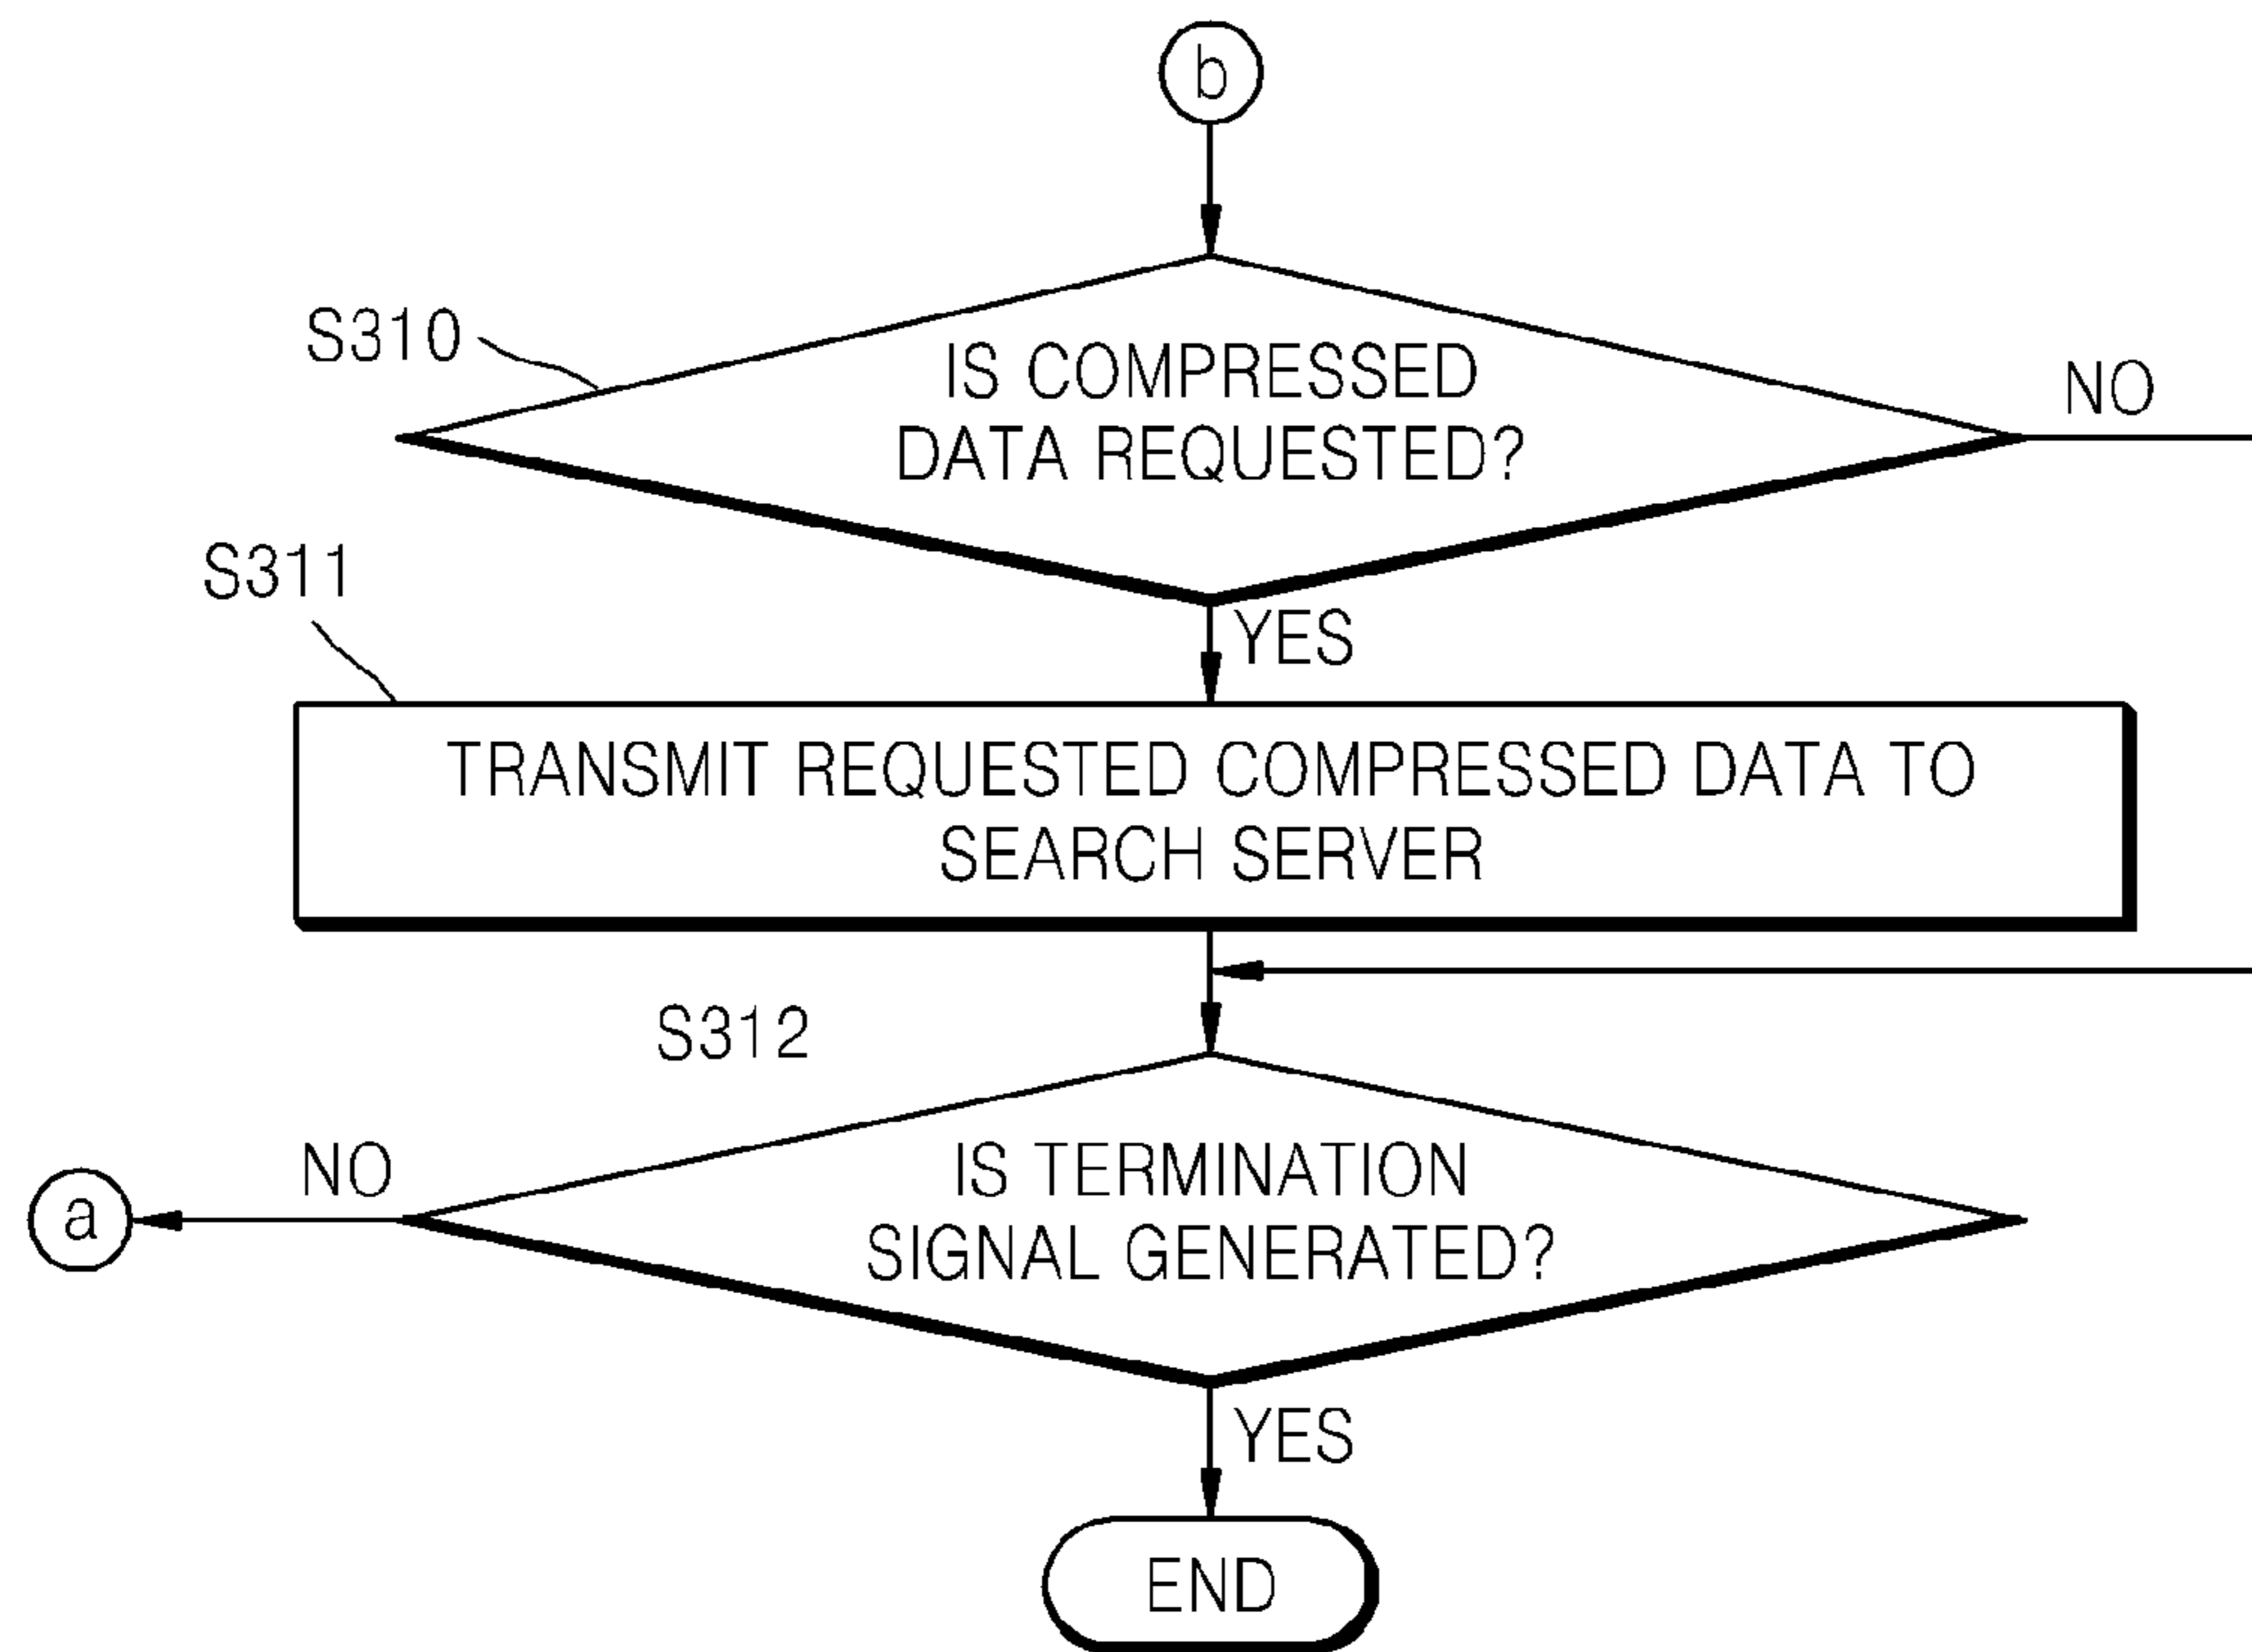 b
S310
IS COMPRESSED
DATA REQUESTED?
NO
S311
YES
TRANSMIT REQUESTED COMPRESSED DATA TO
SEARCH SERVER
S312
IS TERMINATION
SIGNAL GENERATED?
NO
a
YES
END